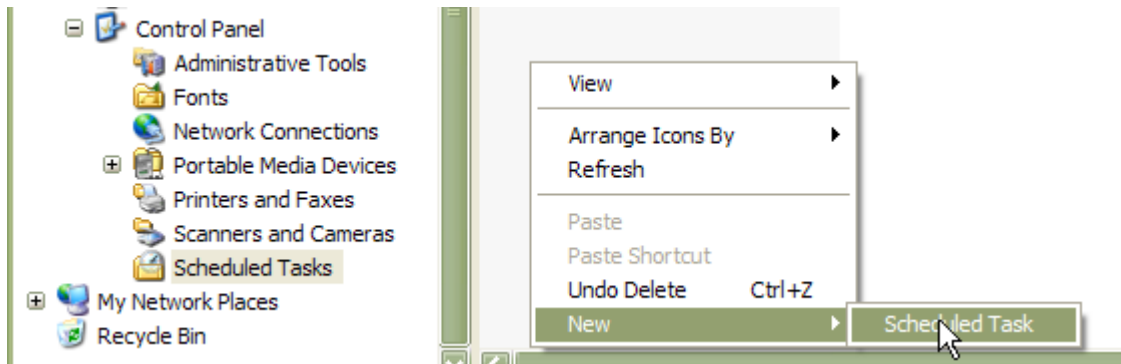 Control Panel
Administrative Tools
Fonts
Network Connections
Portable Media Devices
Printers and Faxes
Scanners and Cameras
Scheduled Tasks
My Network Places
Recycle Bin
View
Arrange Icons By
Refresh
Paste
Paste Shortcut
Undo Delete Ctrl+Z
New
Scheduled Task